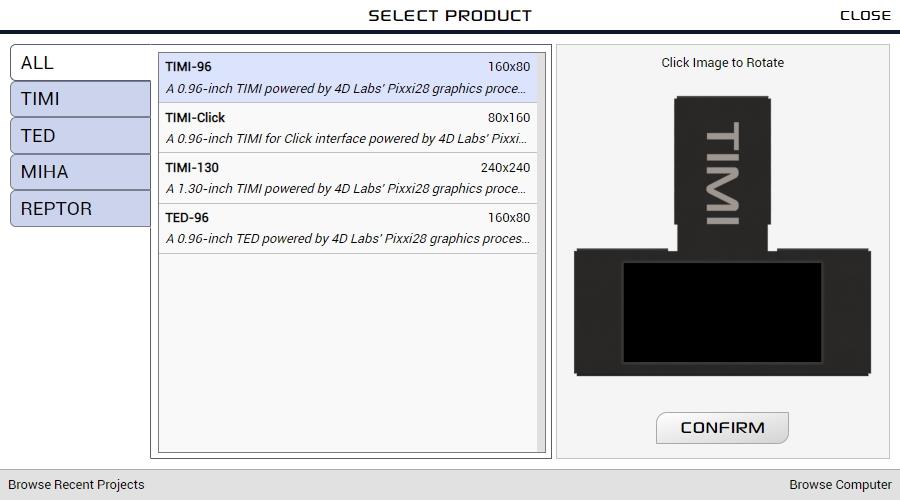 SELECT PRODUCT
CLOSE
ALL
TIMI
TED
MIHA
REPTOR
TIMI-96 160x80
A 0.96-inch TIMI powered by 4D Labs' Pixxi28 graphics proce...
TIMI-Click 80x160
A 0.96-inch TIMI for Click interface powered by 4D Labs' Pixxi...
TIMI-130 240x240
A 1.30-inch TIMI powered by 4D Labs' Pixxi28 graphics proce...
TED-96 160x80
A 0.96-inch TED powered by 4D Labs' Pixxi28 graphics proces...
Click Image to Rotate
TIMI
CONFIRM
Browse Recent Projects
Browse Computer